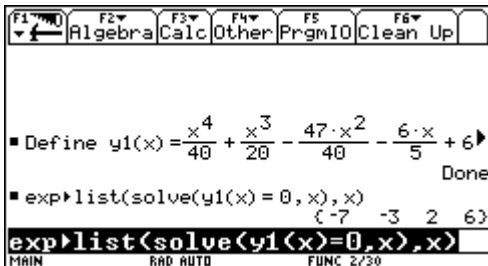 F1 F2 Algebra F3 Calc F4 Other F5 PrgmIO F6 Clean Up
▪ Define y1(x)=x^4/40 + x^3/20 - 47·x^2/40 - 6·x/5 + 6▶
Done
▪ exp▶list(solve(y1(x)=0,x),x)
{-7 -3 2 6}
exp▶list(solve(y1(x)=0,x),x)
MAIN RAD AUTO FUNC 2/30